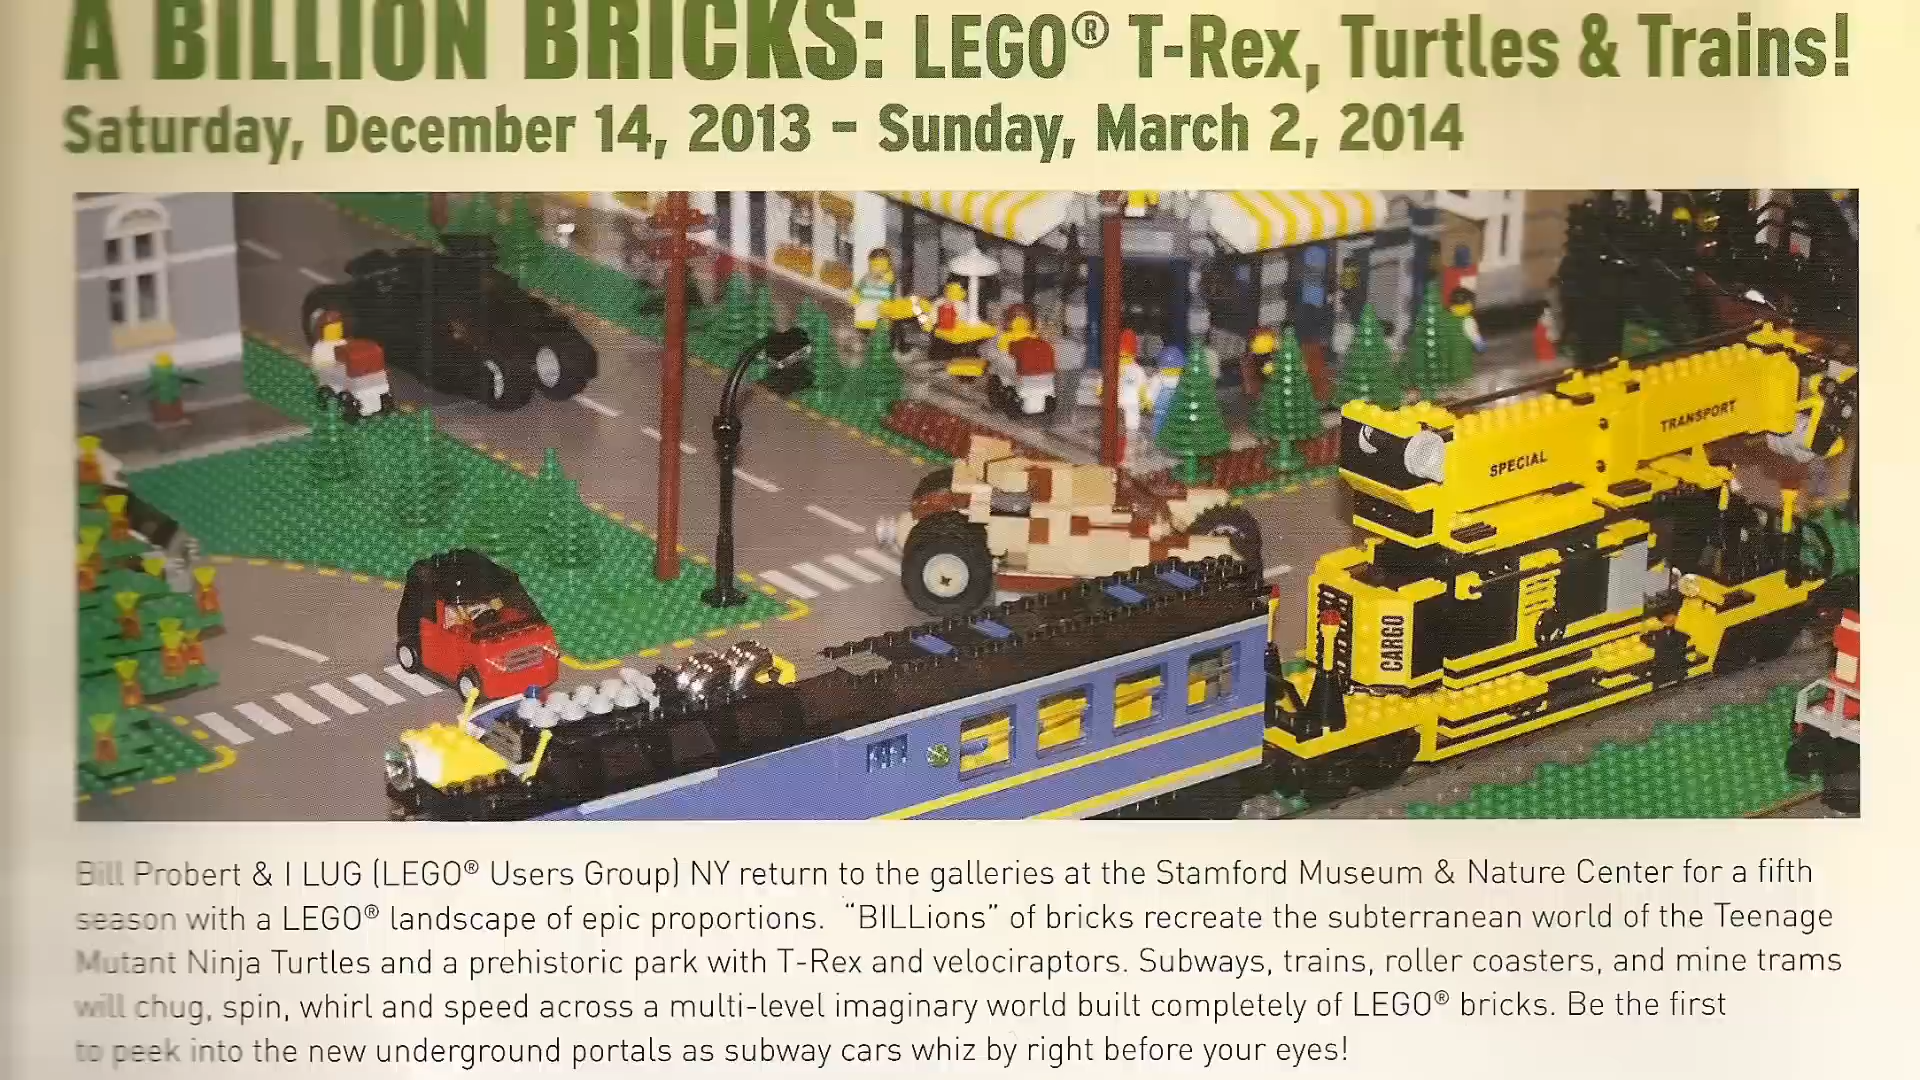 A BILLION BRICKS: LEGO® T-Rex, Turtles & Trains!
Saturday, December 14, 2013 – Sunday, March 2, 2014
SPECIAL
TRANSPORT
CARGO
Bill Probert & I LUG (LEGO® Users Group) NY return to the galleries at the Stamford Museum & Nature Center for a fifth
season with a LEGO® landscape of epic proportions. “BILLions” of bricks recreate the subterranean world of the Teenage
Mutant Ninja Turtles and a prehistoric park with T-Rex and velociraptors. Subways, trains, roller coasters, and mine trams
will chug, spin, whirl and speed across a multi-level imaginary world built completely of LEGO® bricks. Be the first
to peek into the new underground portals as subway cars whiz by right before your eyes!